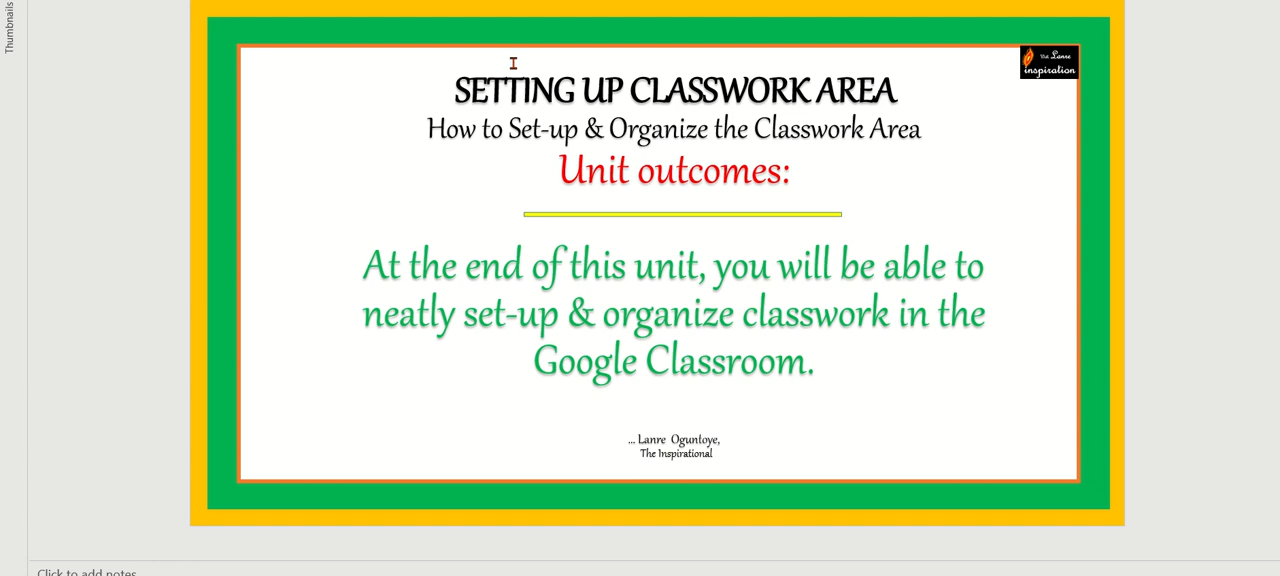 Thumbnails
The Lanre
inspiration
SETTING UP CLASSWORK AREA
How to Set-up & Organize the Classwork Area
Unit outcomes:
At the end of this unit, you will be able to
neatly set-up & organize classwork in the
Google Classroom.
... Lanre Oguntoye,
The Inspirational
Click to add notes